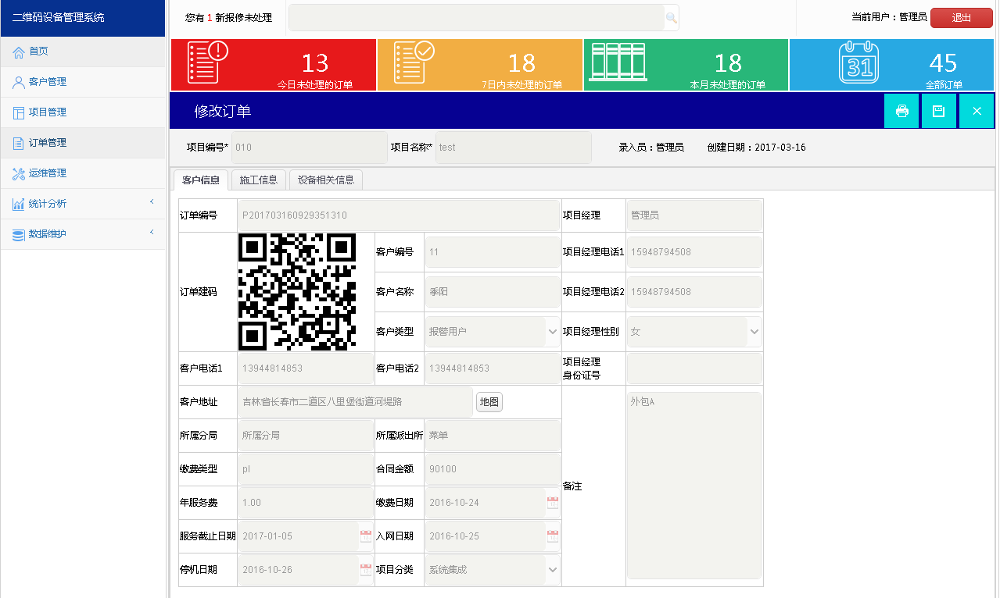 二维码设备管理系统
您有 1 新报修未处理
当前用户：管理员
退出
首页
客户管理
项目管理
订单管理
运维管理
统计分析
数据维护
13
今日未处理的订单
18
7日内未处理的订单
18
本月未处理的订单
31
45
全部订单
修改订单
项目编号* 010 项目名称* test 录入员：管理员 创建日期：2017-03-16
客户信息 施工信息 设备相关信息
订单编号 P201703160929351310 项目经理 管理员
订单建码
客户编号 11 项目经理电话1 15948794508
客户名称 季阳 项目经理电话2 15948794508
客户类型 报警用户 项目经理性别 女
客户电话1 13944814853 客户电话2 13944814853 项目经理
身份证号
客户地址 吉林省长春市二道区八里堡街道河堤路 地图
所属分局 所属分局 所属派出所 菜单
缴费类型 pl 合同金额 90100
年服务费 1.00 缴费日期 2016-10-24
服务截止日期 2017-01-05 入网日期 2016-10-25
停机日期 2016-10-26 项目分类 系统集成
备注 外包A